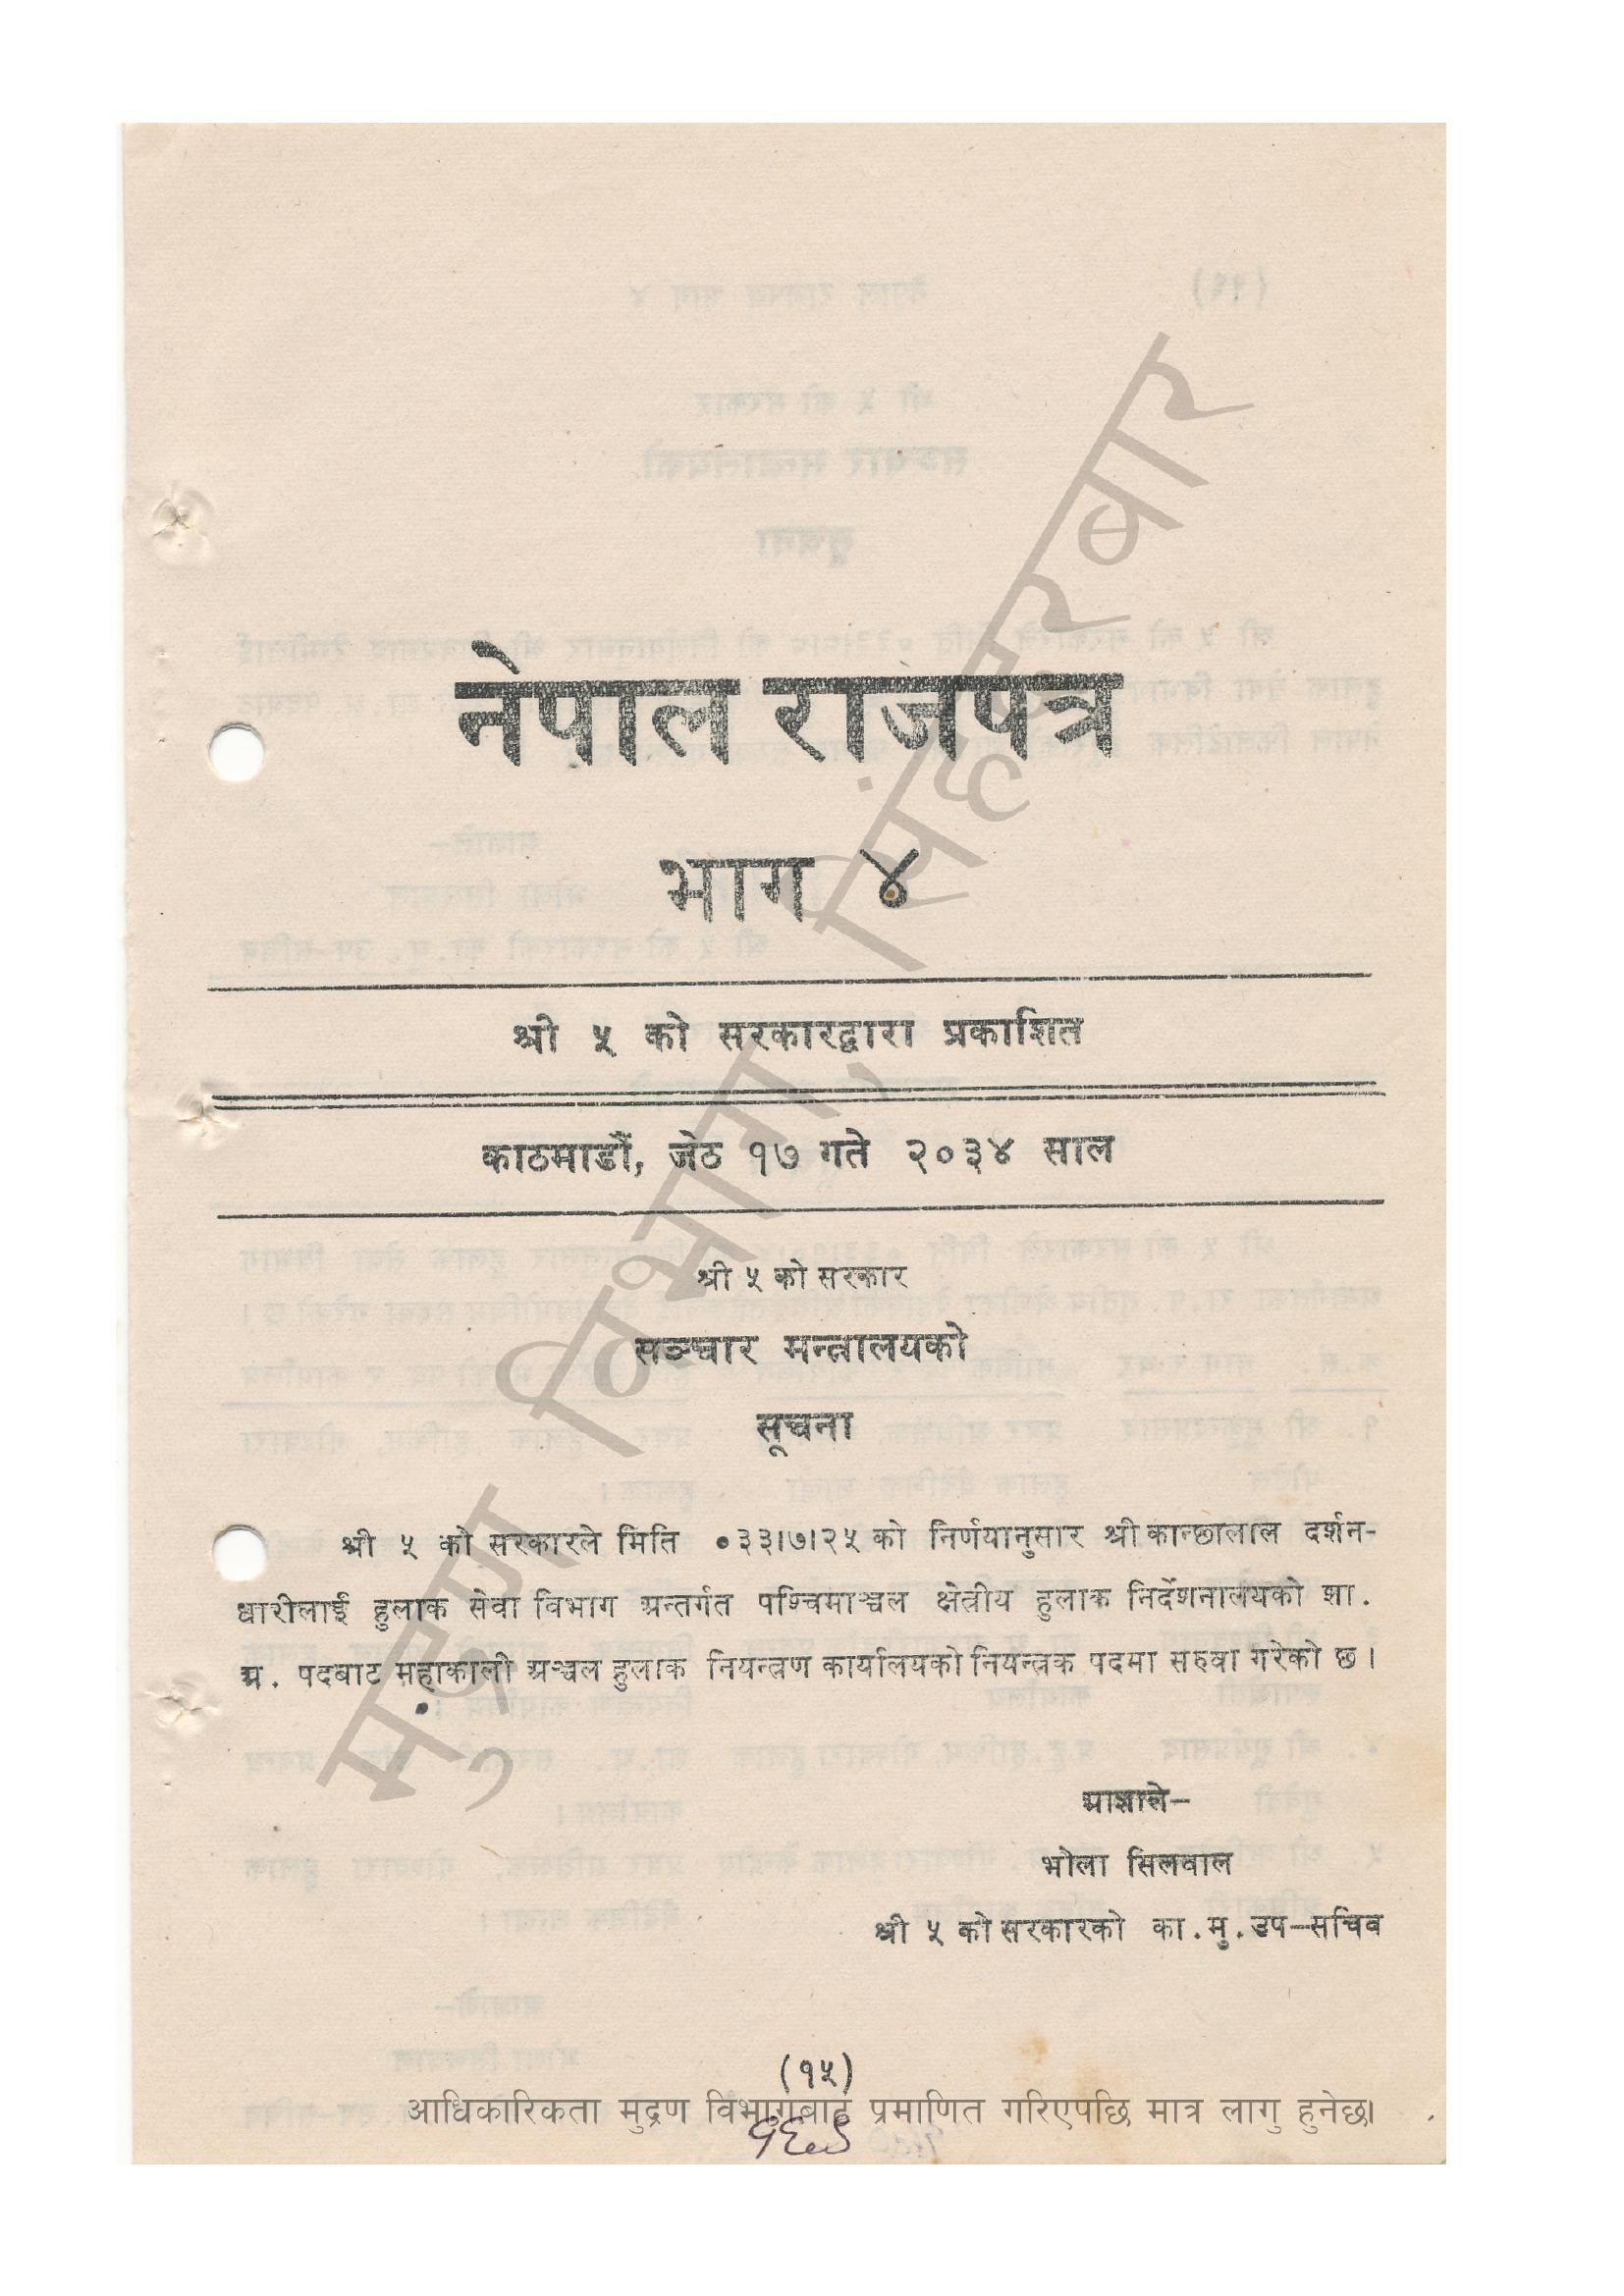 नेपाल राजपत्र
भाग ४
श्री ५ को सरकारद्वारा प्रकाशित
काठमाडौं, जेठ १७ गते २०३४ साल
श्री ५ को सरकार
सञ्चार मन्त्रालयको
सूचना
श्री ५ को सरकारले मिति ०३३।७।२५ को निर्णयानुसार श्री कान्छालाल दर्शन-
धारीलाई हुलाक सेवा विभाग अन्तर्गत पश्चिमाञ्चल क्षेत्रीय हुलाक निर्देशनालयको शा.
अ. पदबाट महाकाली अञ्चल हुलाक नियन्त्रण कार्यालयको नियन्त्रक पदमा सरुवा गरेको छ।
आज्ञाले-
भोला सिलवाल
श्री ५ को सरकारको का.मु.उप-सचिव
(१५)
आधिकारिकता मुद्रण विभागबाट प्रमाणित गरिएपछि मात्र लागु हुनेछ।
मुद्रण विभाग, सिंहदरबार